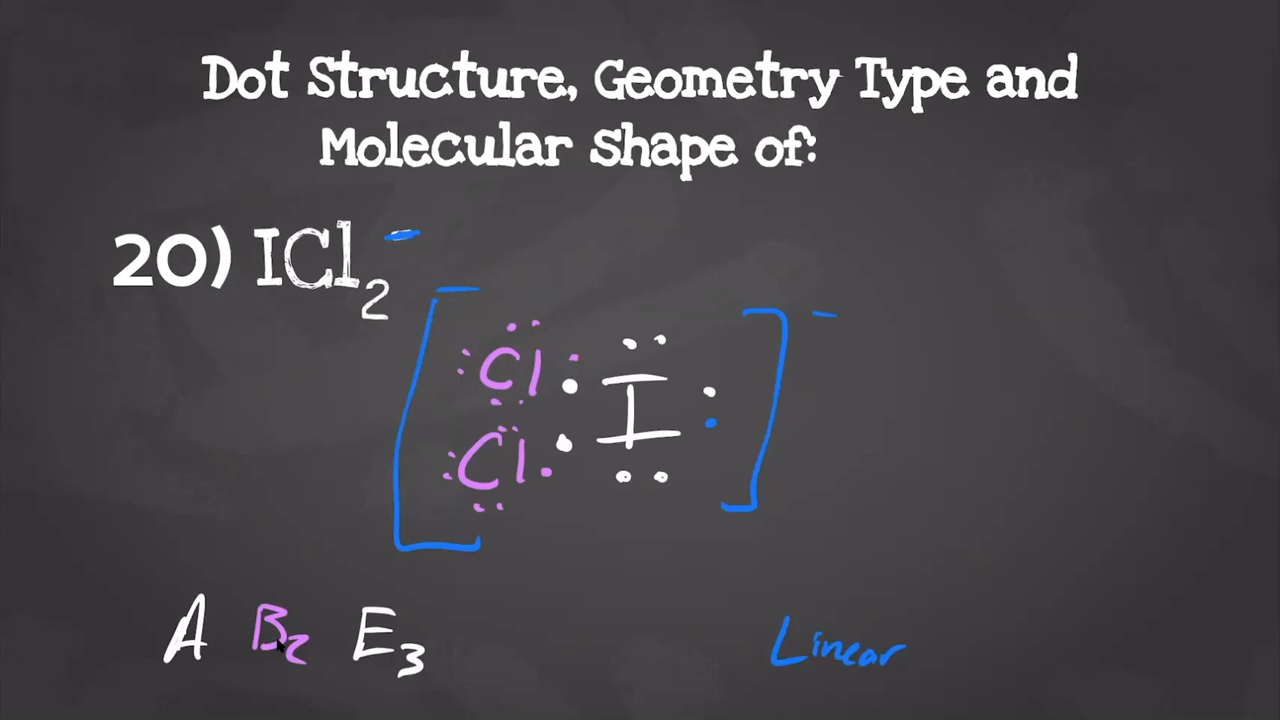 Dot Structure, Geometry Type and
Molecular Shape of:
20) ICl₂⁻
[Cl I]⁻
Cl
A B₂ E₃
Linear